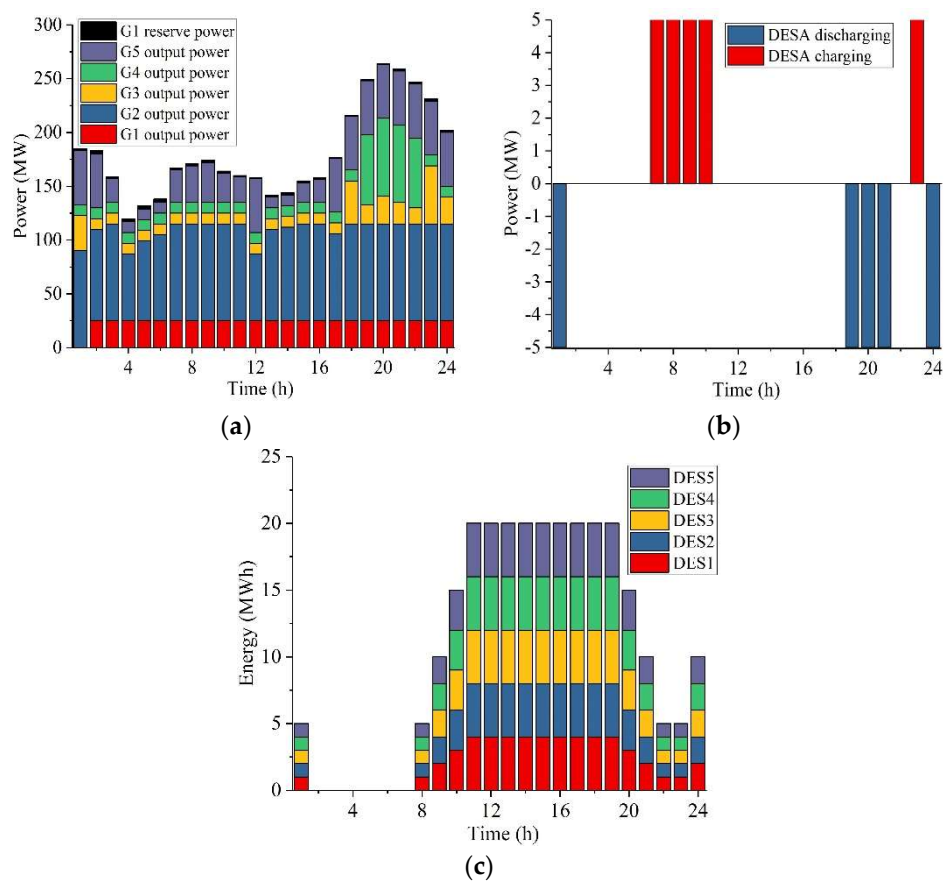 300
250
200
150
100
50
0
Power (MW)
G1 reserve power
G5 output power
G4 output power
G3 output power
G2 output power
G1 output power
4 8 12 16 20 24
Time (h)
(a)
5
4
3
2
1
0
-1
-2
-3
-4
-5
Power (MW)
DESA discharging
DESA charging
4 8 12 16 20 24
Time (h)
(b)
25
20
15
10
5
0
Energy (MWh)
DES5
DES4
DES3
DES2
DES1
4 8 12 16 20 24
Time (h)
(c)